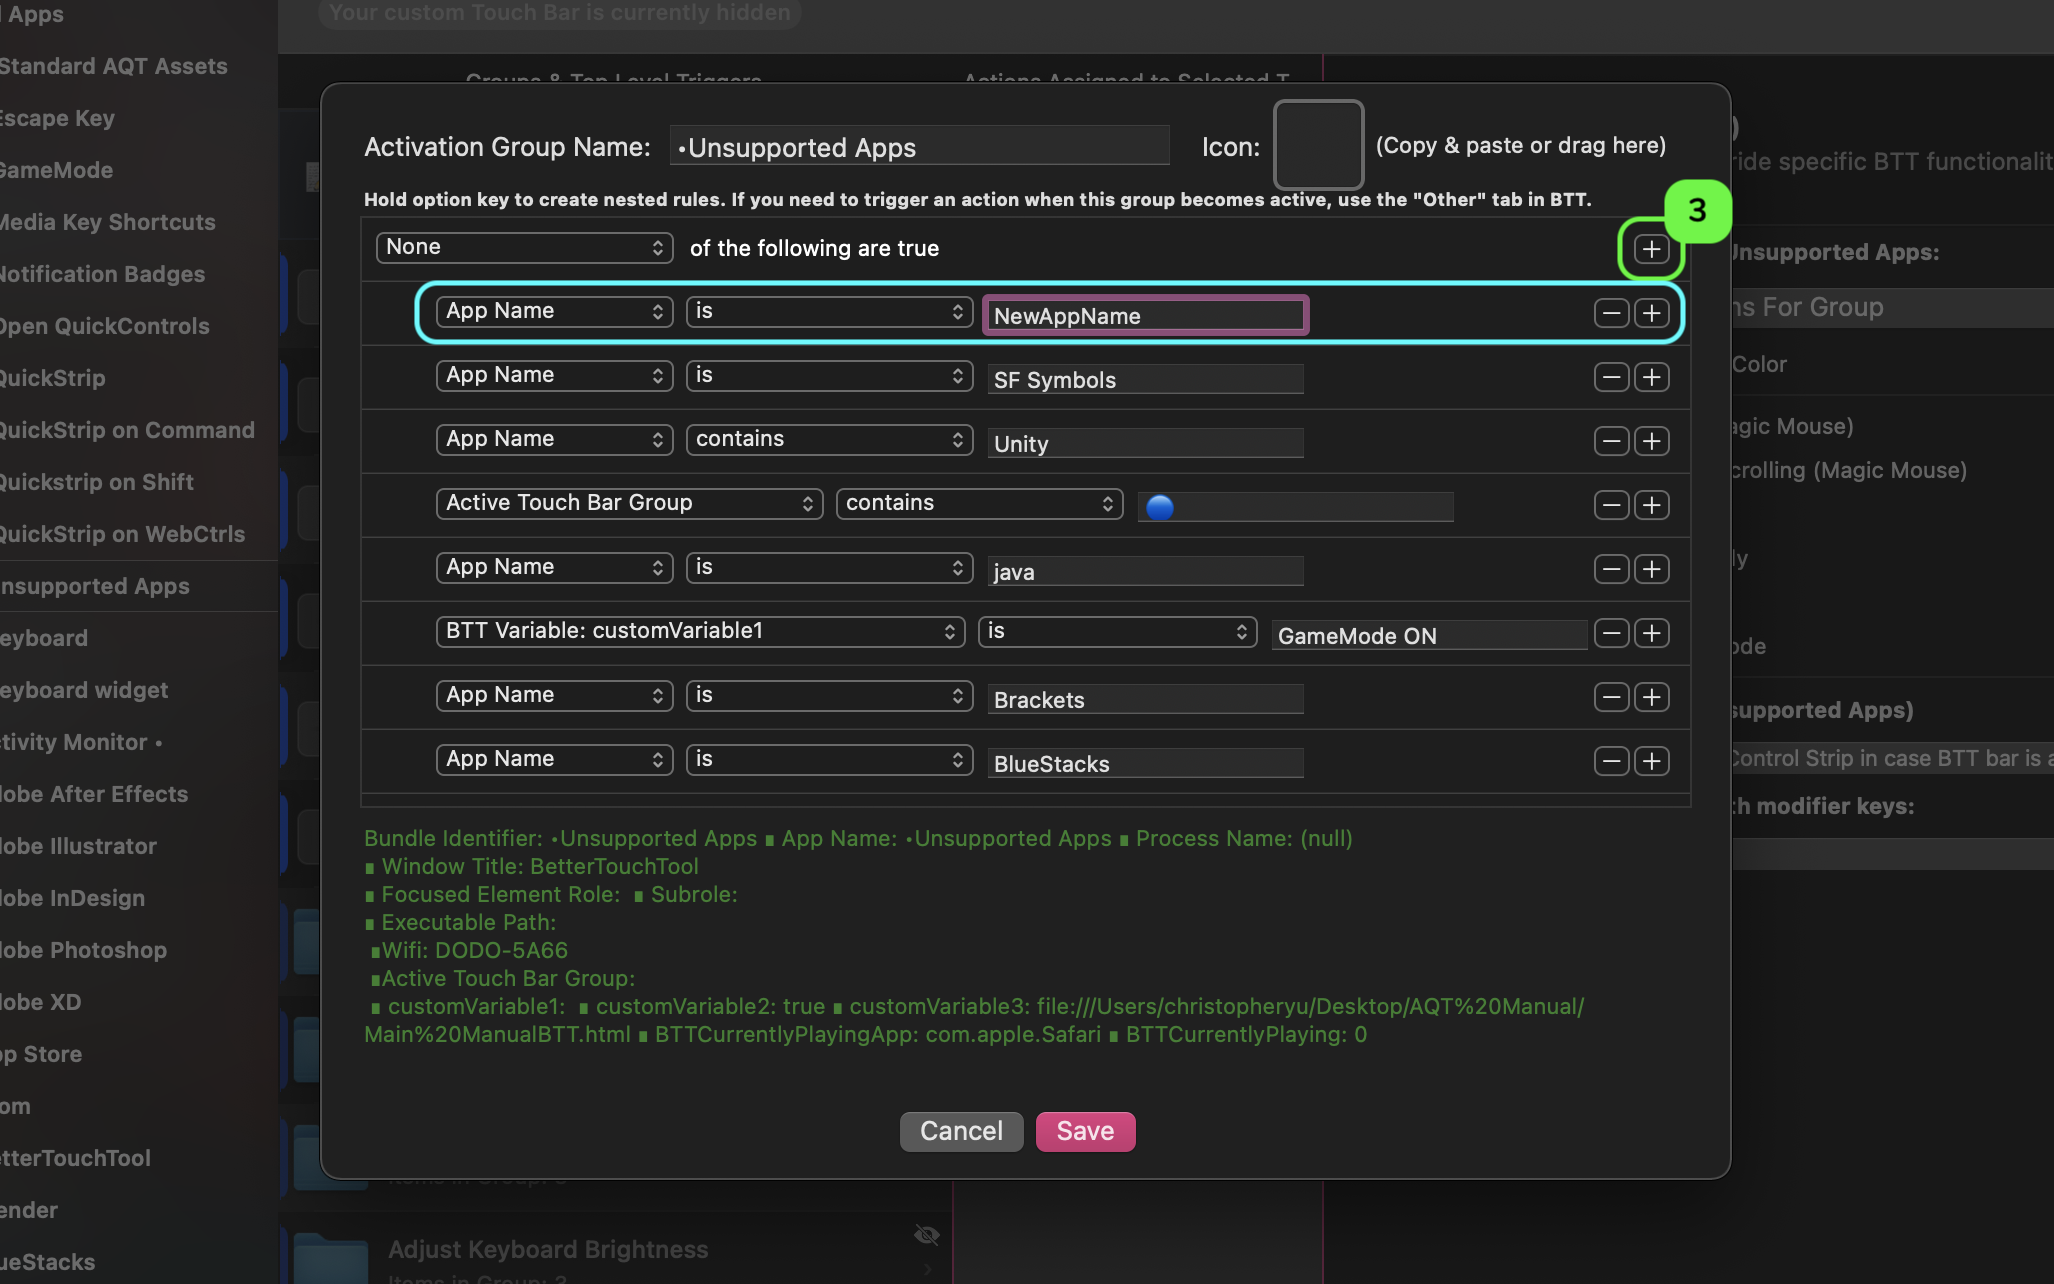 Your custom Touch Bar is currently hidden
Apps
Standard AQT Assets
Escape Key
GameMode
Media Key Shortcuts
Notification Badges
Open QuickControls
QuickStrip
QuickStrip on Command
Quickstrip on Shift
QuickStrip on WebCtrls
nsupported Apps
eyboard
eyboard widget
tivity Monitor •
lobe After Effects
lobe Illustrator
lobe InDesign
lobe Photoshop
lobe XD
pp Store
om
etterTouchTool
ender
ueStacks
Groups & Top Level Triggers
Actions Assigned to Selected T
Activation Group Name:
•Unsupported Apps
Icon:
(Copy & paste or drag here)
Hold option key to create nested rules. If you need to trigger an action when this group becomes active, use the "Other" tab in BTT.
3
None of the following are true
App Name is NewAppName
App Name is SF Symbols
App Name contains Unity
Active Touch Bar Group contains 🔵
App Name is java
BTT Variable: customVariable1 is GameMode ON
App Name is Brackets
App Name is BlueStacks
Bundle Identifier: •Unsupported Apps ∎ App Name: •Unsupported Apps ∎ Process Name: (null)
∎ Window Title: BetterTouchTool
∎ Focused Element Role: ∎ Subrole:
∎ Executable Path:
∎Wifi: DODO-5A66
∎Active Touch Bar Group:
∎ customVariable1: ∎ customVariable2: true ∎ customVariable3: file:///Users/christopheryu/Desktop/AQT%20Manual/
Main%20ManualBTT.html ∎ BTTCurrentlyPlayingApp: com.apple.Safari ∎ BTTCurrentlyPlaying: 0
Cancel
Save
Adjust Keyboard Brightness
Items in Group: 3
)
ride specific BTT functionalit
Unsupported Apps:
ns For Group
Color
agic Mouse)
crolling (Magic Mouse)
ly
ode
supported Apps)
Control Strip in case BTT bar is a
th modifier keys: